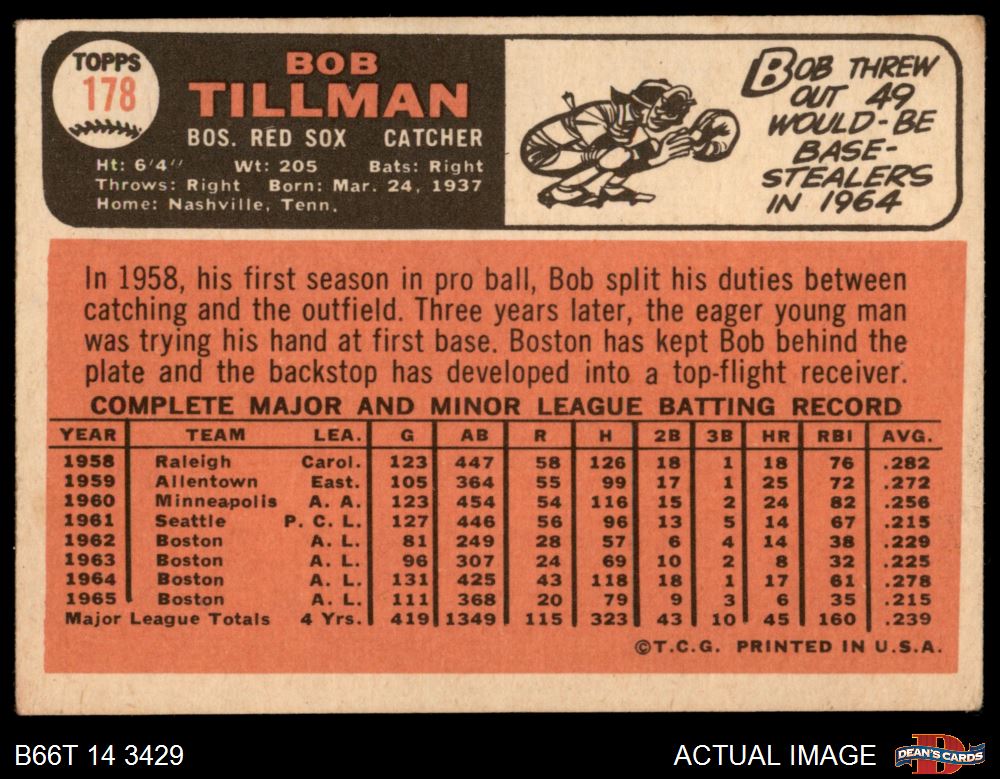 TOPPS
178
BOB
TILLMAN
BOS. RED SOX CATCHER
Ht: 6'4" Wt: 205 Bats: Right
Throws: Right Born: Mar. 24, 1937
Home: Nashville, Tenn.
BOB THREW
OUT 49
WOULD-BE
BASE-
STEALERS
IN 1964
In 1958, his first season in pro ball, Bob split his duties between
catching and the outfield. Three years later, the eager young man
was trying his hand at first base. Boston has kept Bob behind the
plate and the backstop has developed into a top-flight receiver.
COMPLETE MAJOR AND MINOR LEAGUE BATTING RECORD
YEAR TEAM LEA. G AB R H 2B 3B HR RBI AVG.
1958 Raleigh Carol. 123 447 58 126 18 1 18 76 .282
1959 Allentown East. 105 364 55 99 17 1 25 72 .272
1960 Minneapolis A. A. 123 454 54 116 15 2 24 82 .256
1961 Seattle P. C. L. 127 446 56 96 13 5 14 67 .215
1962 Boston A. L. 81 249 28 57 6 4 14 38 .229
1963 Boston A. L. 96 307 24 69 10 2 8 32 .225
1964 Boston A. L. 131 425 43 118 18 1 17 61 .278
1965 Boston A. L. 111 368 20 79 9 3 6 35 .215
Major League Totals 4 Yrs. 419 1349 115 323 43 10 45 160 .239
©T.C.G. PRINTED IN U.S.A.
B66T 14 3429 ACTUAL IMAGE
DEAN'S CARDS